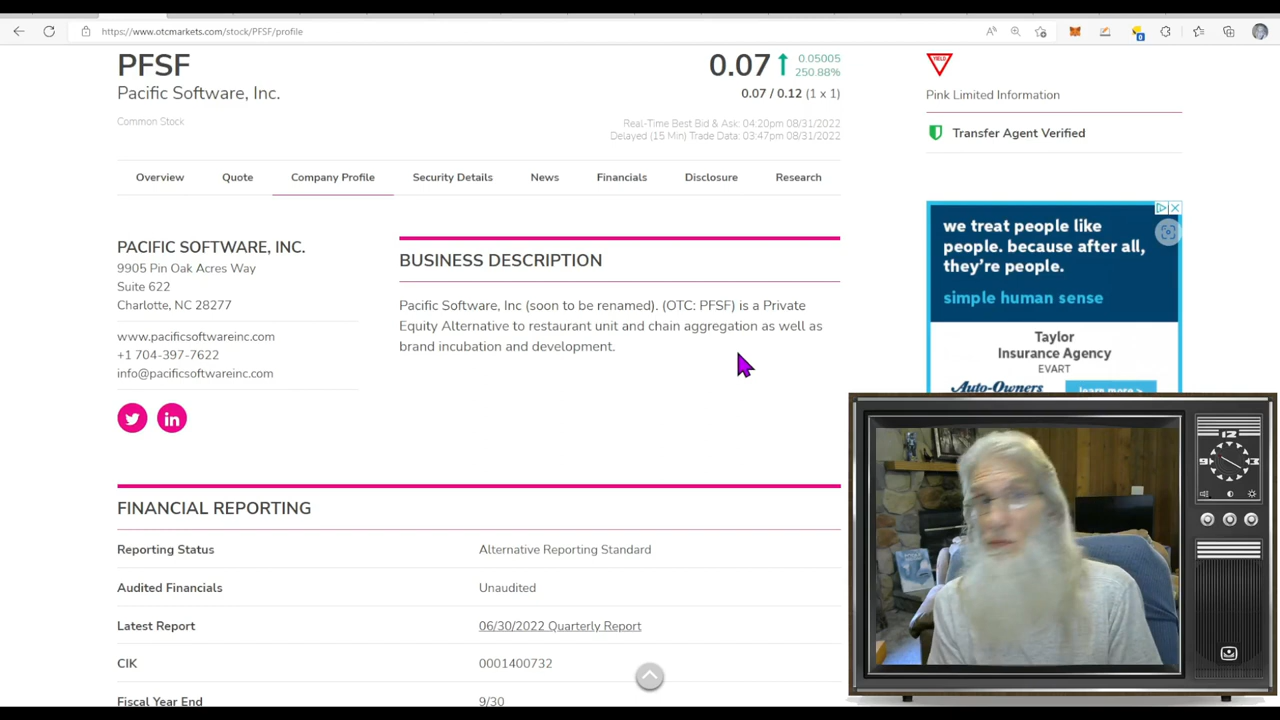 https://www.otcmarkets.com/stock/PFSF/profile
PFSF
Pacific Software, Inc.
Common Stock
0.07
0.05005
250.88%
0.07 / 0.12 (1 x 1)
Real-Time Best Bid & Ask: 04:20pm 08/31/2022
Delayed (15 Min) Trade Data: 03:47pm 08/31/2022
YIELD
Pink Limited Information
Transfer Agent Verified
Overview
Quote
Company Profile
Security Details
News
Financials
Disclosure
Research
PACIFIC SOFTWARE, INC.
9905 Pin Oak Acres Way
Suite 622
Charlotte, NC 28277
www.pacificsoftwareinc.com
+1 704-397-7622
info@pacificsoftwareinc.com
in
BUSINESS DESCRIPTION
Pacific Software, Inc (soon to be renamed). (OTC: PFSF) is a Private
Equity Alternative to restaurant unit and chain aggregation as well as
brand incubation and development.
we treat people like
people. because after all,
they're people.
simple human sense
Taylor
Insurance Agency
EVART
Auto-Owners
learn more >
FINANCIAL REPORTING
Reporting Status
Alternative Reporting Standard
Audited Financials
Unaudited
Latest Report
06/30/2022 Quarterly Report
CIK
0001400732
Fiscal Year End
9/30
12
9
3